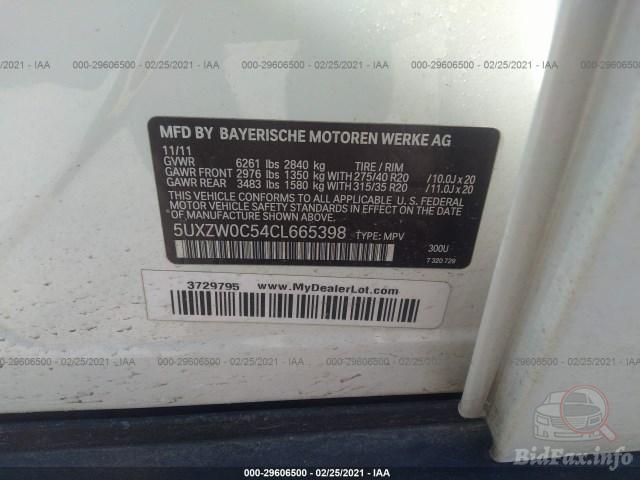 000-29606500 - 02/25/2021 - IAA
000-29606500 - 02/25/2021 - IAA
000-29606500 - 02/25/2021 - IAA
MFD BY BAYERISCHE MOTOREN WERKE AG
11/11
GVWR 6261 lbs 2840 kg TIRE / RIM
GAWR FRONT 2976 lbs 1350 kg WITH 275/40 R20 /10.0J x 20
GAWR REAR 3483 lbs 1580 kg WITH 315/35 R20 /11.0J x 20
THIS VEHICLE CONFORMS TO ALL APPLICABLE U. S. FEDERAL
MOTOR VEHICLE SAFETY, BUMPER, AND THEFT PREVENTION
STANDARDS IN EFFECT ON THE DATE OF MANUFACTURE SHOWN ABOVE.
5UXZW0C54CL665398 TYPE: MPV
300U
7 320 729
3729795 www.MyDealerLot.com
000-29606500 - 02/25/2021 - IAA
000-29606500 - 02/25/2021 - IAA
000-29606500 - 02/25/2021 - IAA
BidFax.info
000-29606500 - 02/25/2021 - IAA